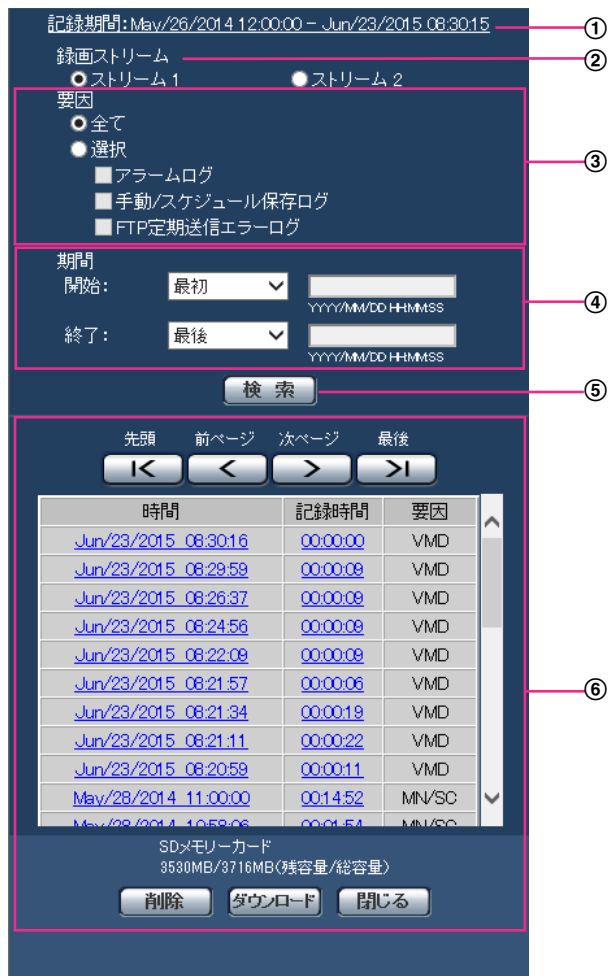 記録期間:May/26/2014 12:00:00 - Jun/23/2015 08:30:15 ①
録画ストリーム ②
ストリーム 1 ストリーム 2
要因
全て
選択
アラームログ ③
手動/スケジュール保存ログ
FTP定期送信エラーログ
期間
開始: 最初
YYYY/MM/DD HH:MM:SS ④
終了: 最後
YYYY/MM/DD HH:MM:SS
検 索 ⑤
先頭 前ページ 次ページ 最後
|< < > >|
時間 記録時間 要因
Jun/23/2015 08:30:16 00:00:00 VMD
Jun/23/2015 08:29:59 00:00:09 VMD
Jun/23/2015 08:26:37 00:00:09 VMD
Jun/23/2015 08:24:56 00:00:09 VMD
Jun/23/2015 08:22:09 00:00:09 VMD
Jun/23/2015 08:21:57 00:00:06 VMD ⑥
Jun/23/2015 08:21:34 00:00:19 VMD
Jun/23/2015 08:21:11 00:00:22 VMD
Jun/23/2015 08:20:59 00:00:11 VMD
May/28/2014 11:00:00 00:14:52 MN/SC
May/28/2014 10:58:06 00:01:54 MN/SC
SDメモリーカード
3530MB/3716MB(残容量/総容量)
削除 ダウンロード 閉じる